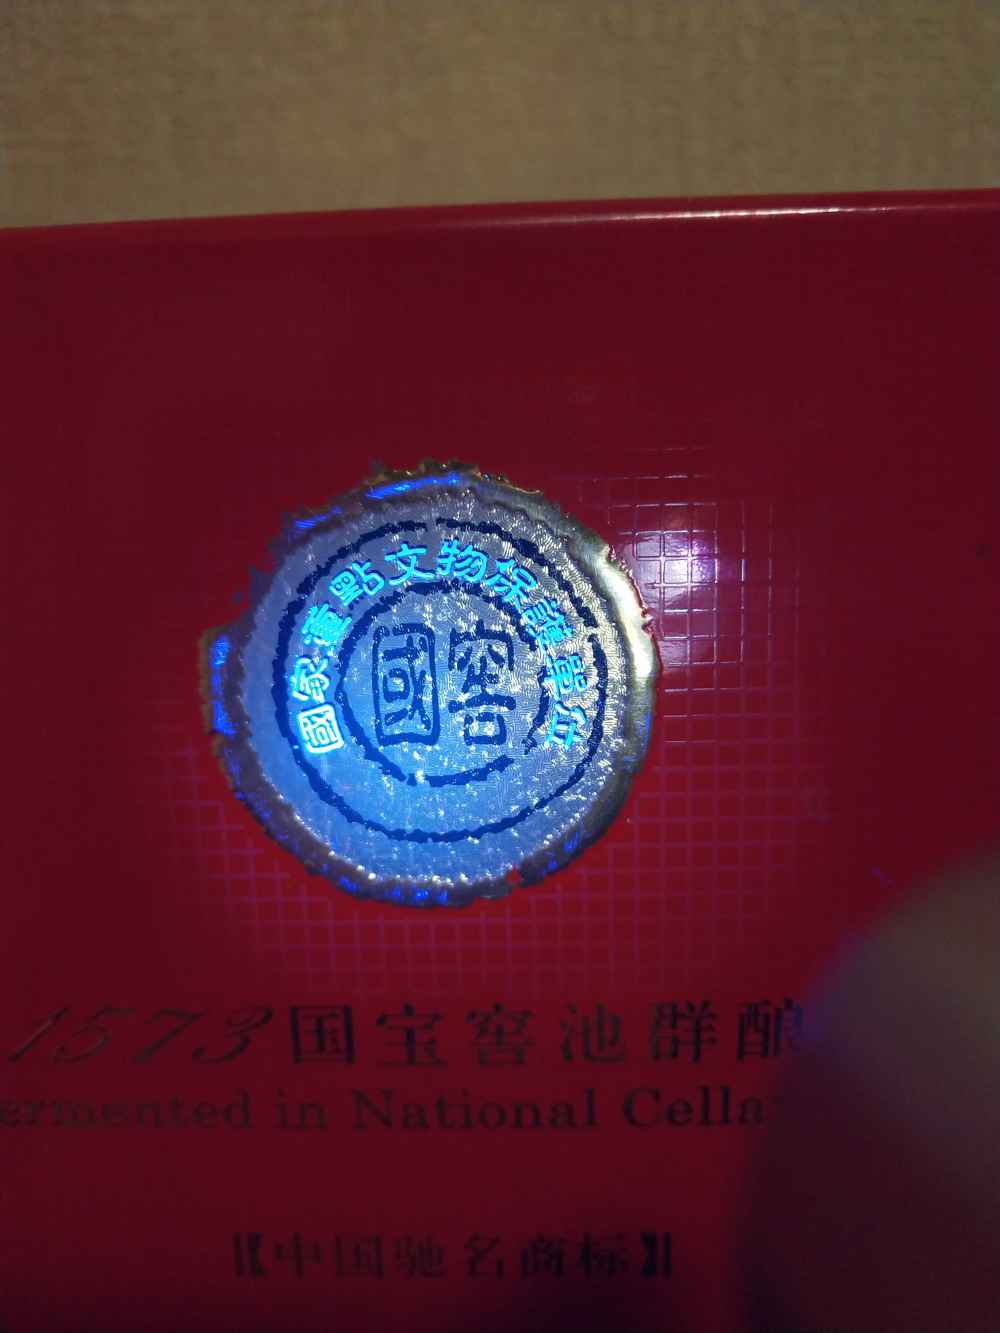 國家重點文物保護單位
國窖
1573国宝窖池群酿
ermented in National Cella
【中国驰名商标】